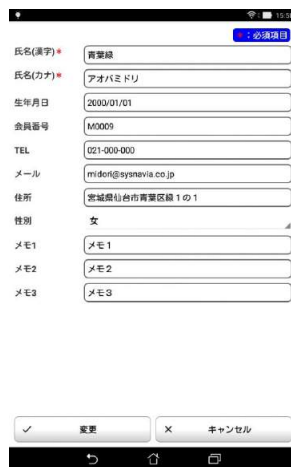 15:5
*：必須項目
氏名(漢字)* 青葉緑
氏名(カナ)* アオバミドリ
生年月日 2000/01/01
会員番号 M0009
TEL 021-000-000
メール midori@sysnavia.co.jp
住所 宮城県仙台市青葉区緑１の１
性別 女
メモ1 メモ１
メモ2 メモ２
メモ3 メモ３
✓ 変更 × キャンセル